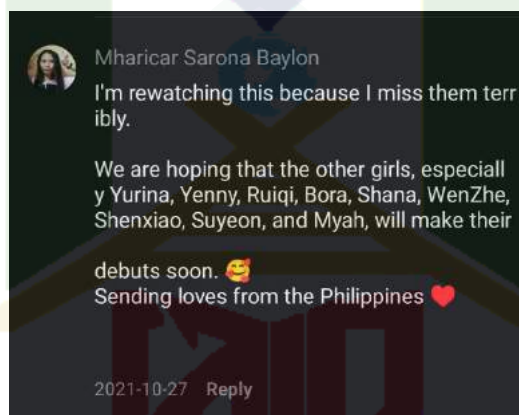 Mharicar Sarona Baylon
I'm rewatching this because I miss them terr
ibly.
We are hoping that the other girls, especiall
y Yurina, Yenny, Ruiqi, Bora, Shana, WenZhe,
Shenxiao, Suyeon, and Myah, will make their
debuts soon. 🥰
Sending loves from the Philippines ♥️
2021-10-27 Reply